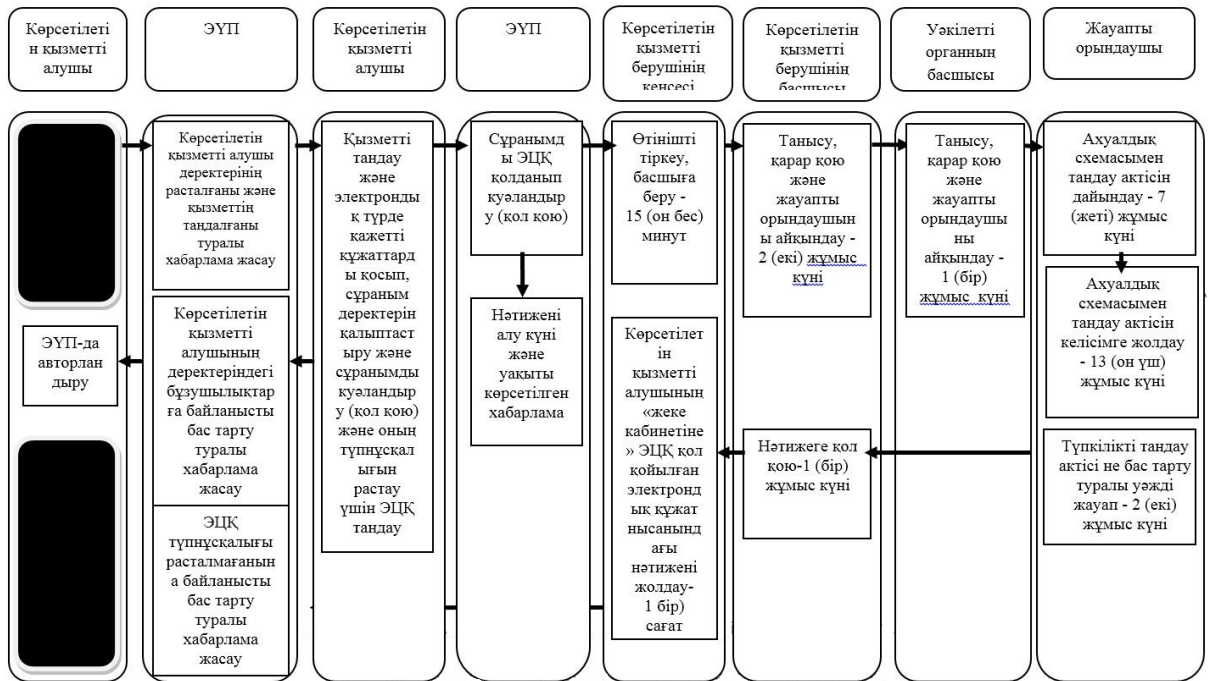 Көрсетілеті
н қызметті
алушы
ЭҮП
Көрсетілетін
қызметті
алушы
ЭҮП
Көрсетілетін
қызметті
берушінің
кеңсесі
Көрсетілетін
қызметті
берушінің
басшысы
Уәкілетті
органның
басшысы
Жауапты
орындаушы
ЭҮП-да
авторлан
дыру
Көрсетілетін
қызметті алушы
деректерінің
расталғаны және
қызметтің
таңдалғаны
туралы
хабарлама жасау
Көрсетілетін
қызметті
алушының
деректеріндегі
бұзушылықтар
ға байланысты
бас тарту
туралы
хабарлама
жасау
ЭЦҚ
түпнұсқалығы
расталмағанын
а байланысты
бас тарту
туралы
хабарлама
жасау
Қызметті
таңдау
және
электронды
қ түрде
қажетті
құжаттард
ы қосып,
сұраным
деректерін
қалыптаст
ыру және
сұранымды
куәландыр
у (қол қою)
және оның
түпнұсқал
ығын
растау
үшін ЭЦҚ
таңдау
Сұранымд
ы ЭЦҚ
қолданып
куәландыр
у (қол қою)
Нәтижені
алу күні
және
уақыты
көрсетілген
хабарлама
Өтінішті
тіркеу,
басшыға
беру -
15 (он бес)
минут
Көрсетілет
ін
қызметті
алушының
«жеке
кабинетіне
» ЭЦҚ қол
қойылған
электронд
ық құжат
нысанынд
ағы
нәтижені
жолдау-
1 бір)
сағат
Танысу,
қарар қою
және
жауапты
орындаушын
ы айқындау -
2 (екі) жұмыс
күні
Нәтижеге қол
қою-1 (бір)
жұмыс күні
Танысу,
қарар қою
және
жауапты
орындаушы
ны
айқындау -
1 (бір)
жұмыс күні
Ахуалдық
схемасымен
таңдау актісін
дайындау - 7
(жеті) жұмыс
күні
Ахуалдық
схемасымен
таңдау актісін
келісімге жолдау
- 13 (он үш)
жұмыс күні
Түпкілікті таңдау
актісі не бас тарту
туралы уәжді
жауап - 2 (екі)
жұмыс күні